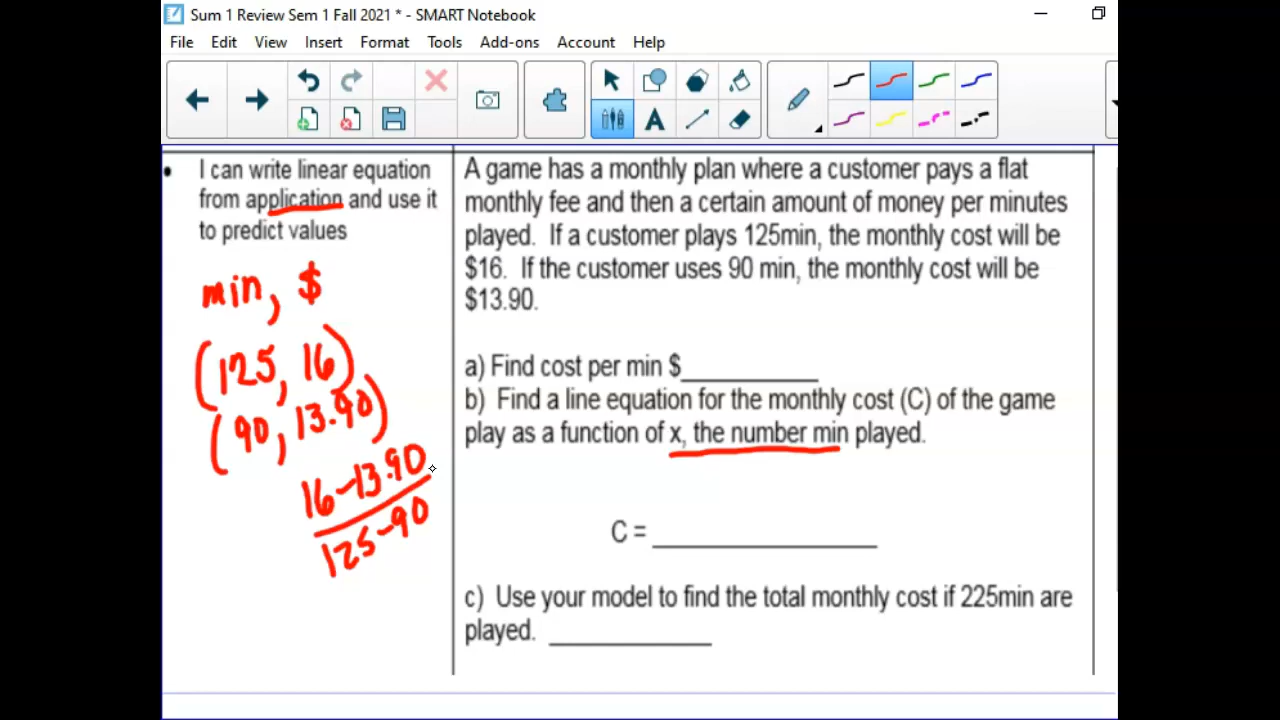 Sum 1 Review Sem 1 Fall 2021 * - SMART Notebook
File Edit View Insert Format Tools Add-ons Account Help
• I can write linear equation
from application and use it
to predict values
min, $
(125, 16)
(90, 13.90)
16-13.90
125-90
A game has a monthly plan where a customer pays a flat
monthly fee and then a certain amount of money per minutes
played. If a customer plays 125min, the monthly cost will be
$16. If the customer uses 90 min, the monthly cost will be
$13.90.
a) Find cost per min $__________
b) Find a line equation for the monthly cost (C) of the game
play as a function of x, the number min played.
C = ________________
c) Use your model to find the total monthly cost if 225min are
played. ____________